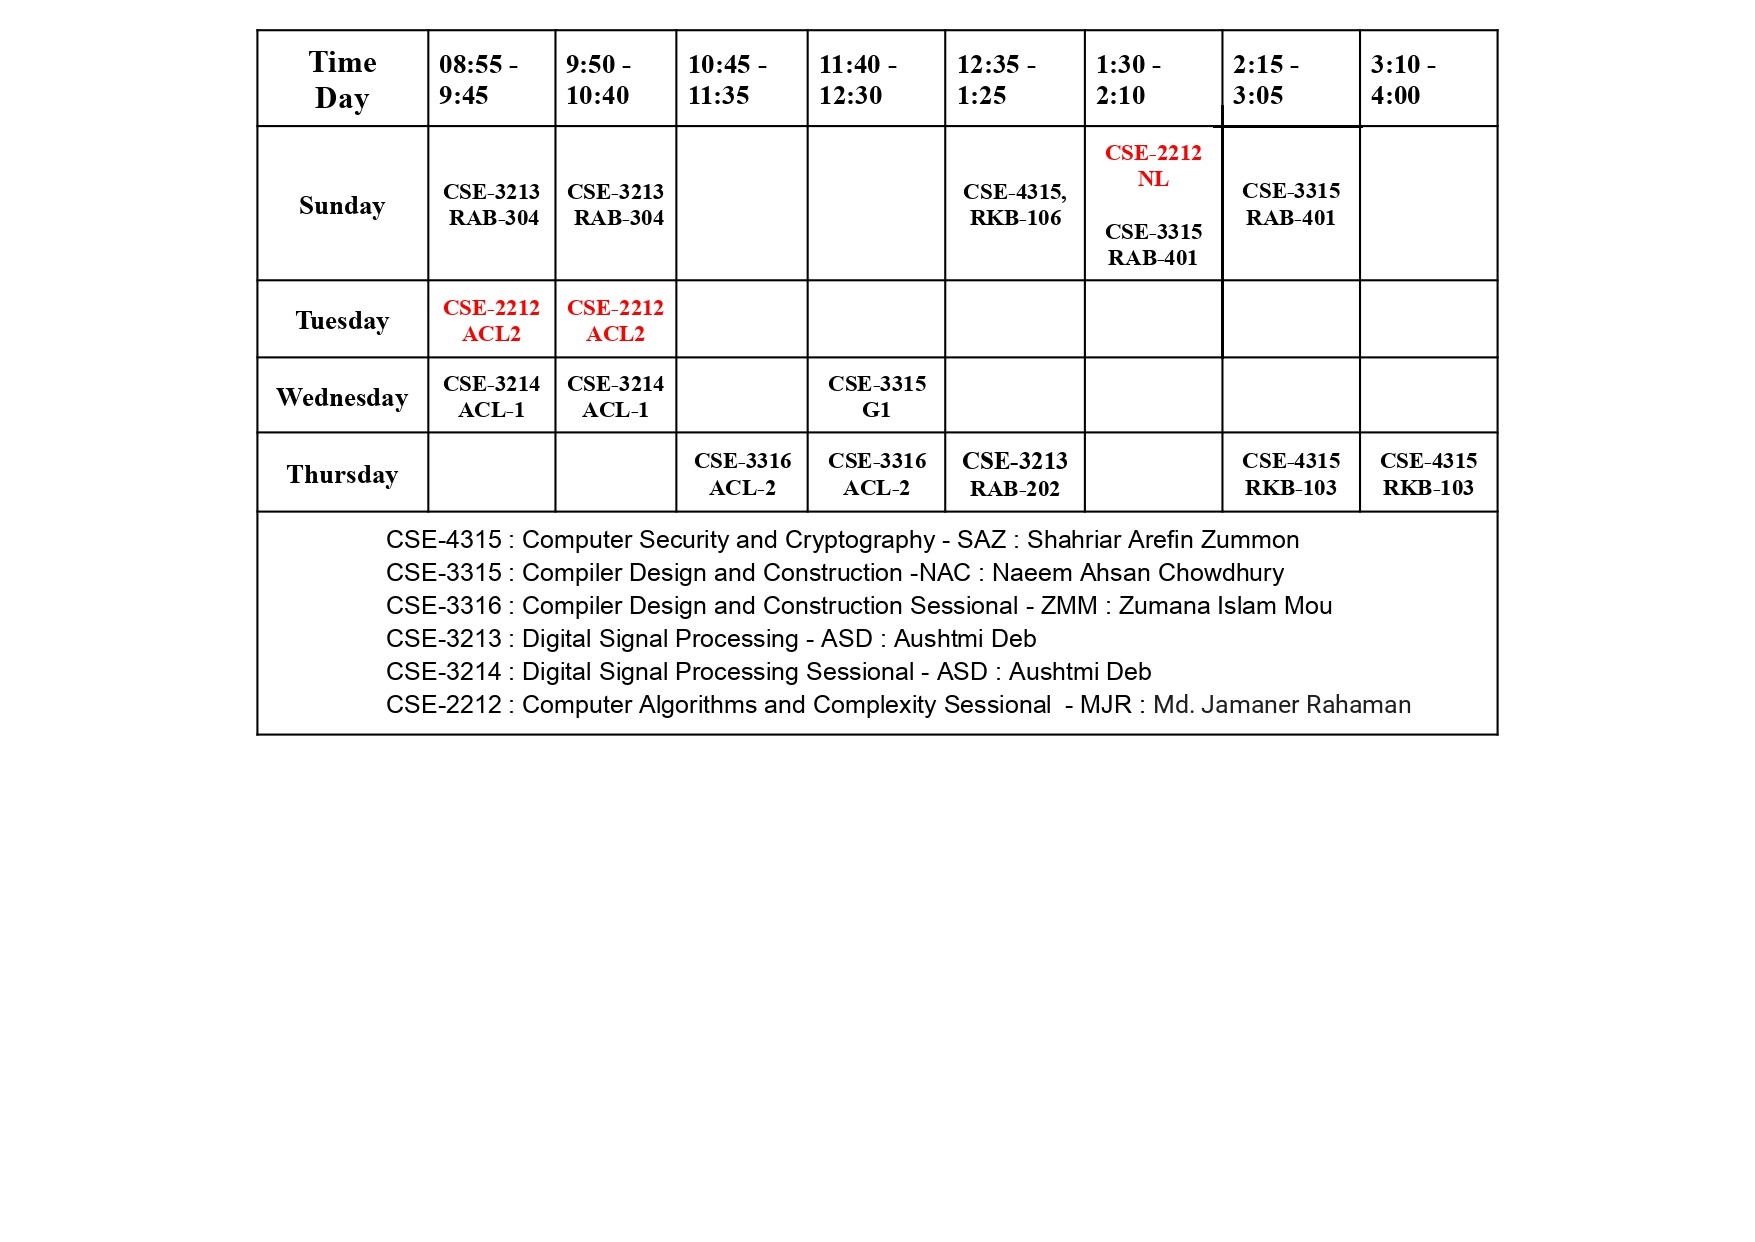 Time Day 08:55 - 9:45 9:50 - 10:40 10:45 - 11:35 11:40 - 12:30 12:35 - 1:25 1:30 - 2:10 2:15 - 3:05 3:10 - 4:00
Sunday
CSE-3213
RAB-304
CSE-3213
RAB-304
CSE-4315,
RKB-106
CSE-2212
NL
CSE-3315
RAB-401
CSE-3315
RAB-401
Tuesday
CSE-2212
ACL2
CSE-2212
ACL2
Wednesday
CSE-3214
ACL-1
CSE-3214
ACL-1
CSE-3315
G1
Thursday
CSE-3316
ACL-2
CSE-3316
ACL-2
CSE-3213
RAB-202
CSE-4315
RKB-103
CSE-4315
RKB-103
CSE-4315 : Computer Security and Cryptography - SAZ : Shahriar Arefin Zummon
CSE-3315 : Compiler Design and Construction -NAC : Naeem Ahsan Chowdhury
CSE-3316 : Compiler Design and Construction Sessional - ZMM : Zumana Islam Mou
CSE-3213 : Digital Signal Processing - ASD : Aushtmi Deb
CSE-3214 : Digital Signal Processing Sessional - ASD : Aushtmi Deb
CSE-2212 : Computer Algorithms and Complexity Sessional - MJR : Md. Jamaner Rahaman